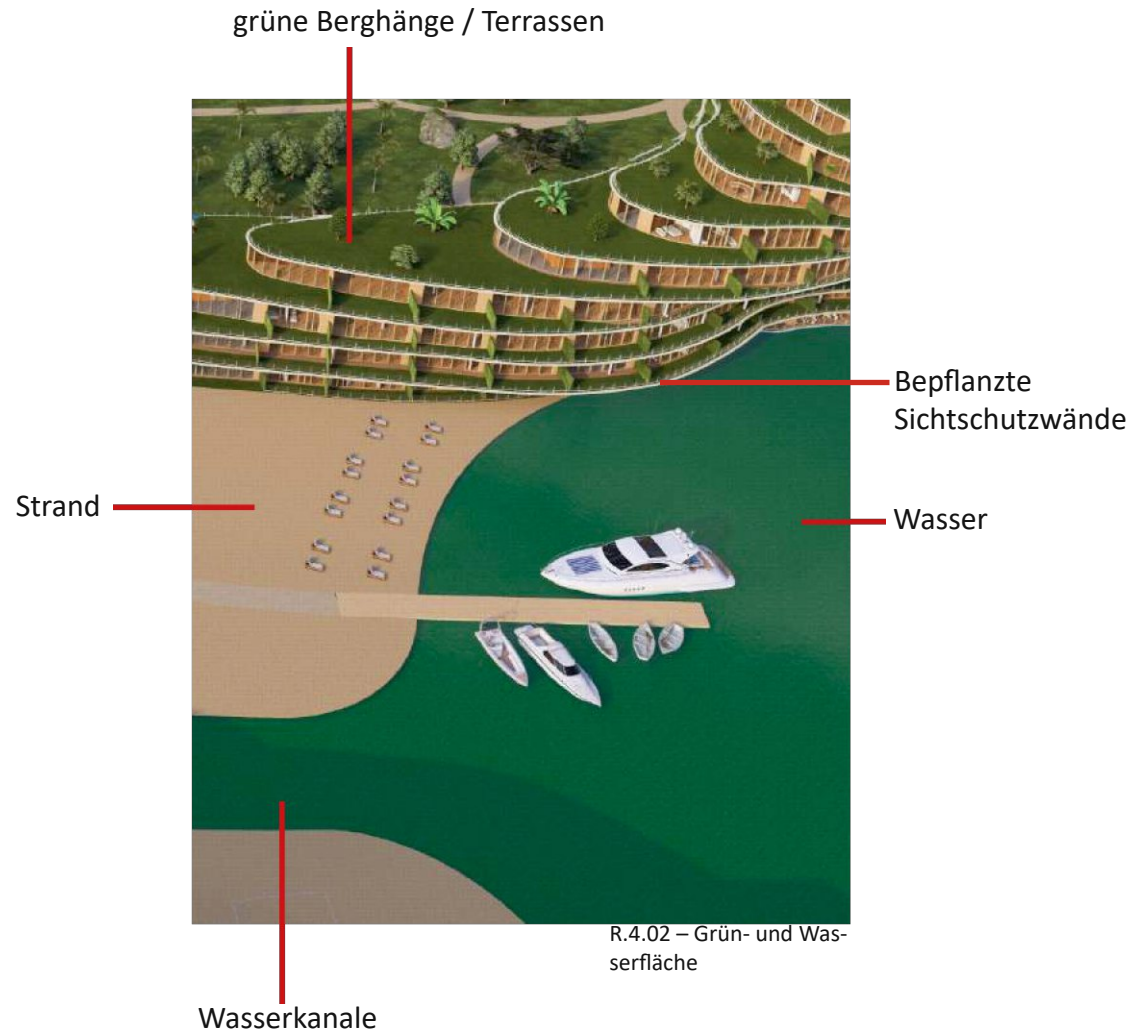 grüne Berghänge / Terrassen
Bepflanzte
Sichtschutzwände
Strand
Wasser
R.4.02 – Grün- und Was-
serfläche
Wasserkanale